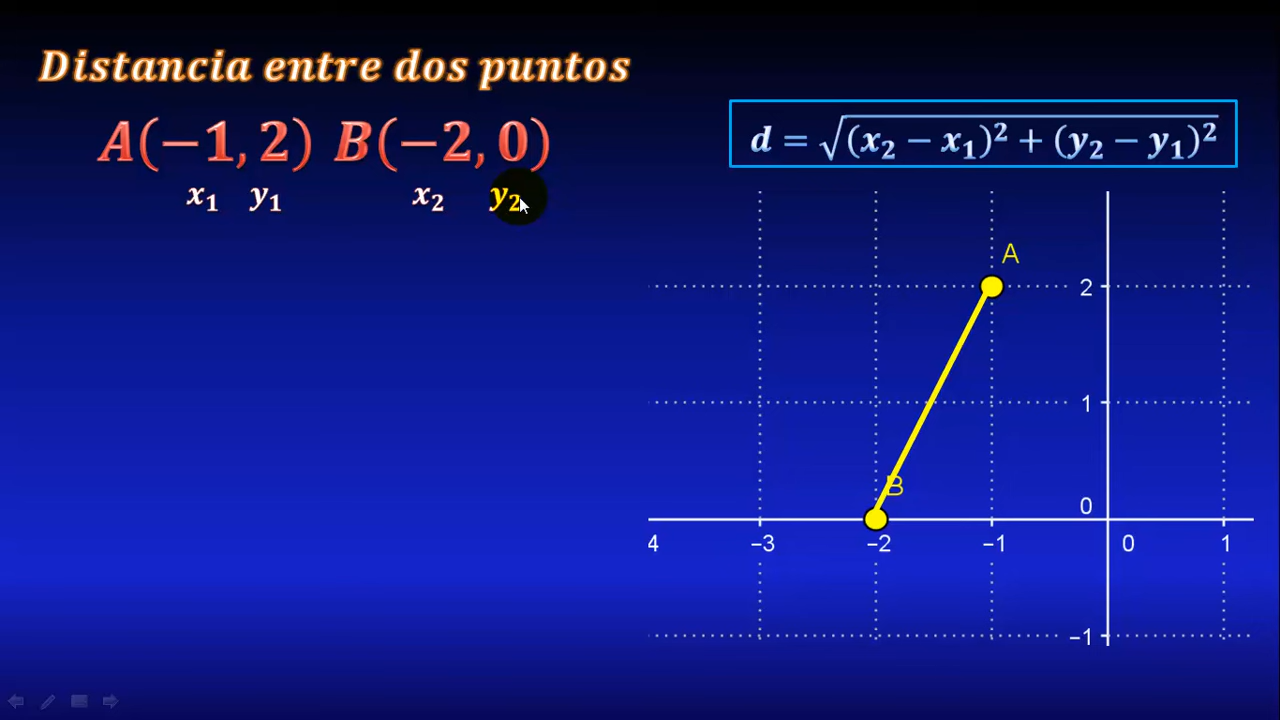 Distancia entre dos puntos
A(−1, 2) B(−2, 0)
x₁ y₁ x₂ y₂
d = √(x₂ − x₁)² + (y₂ − y₁)²
A
2
1
B
0
4 −3 −2 −1 0 1
−1